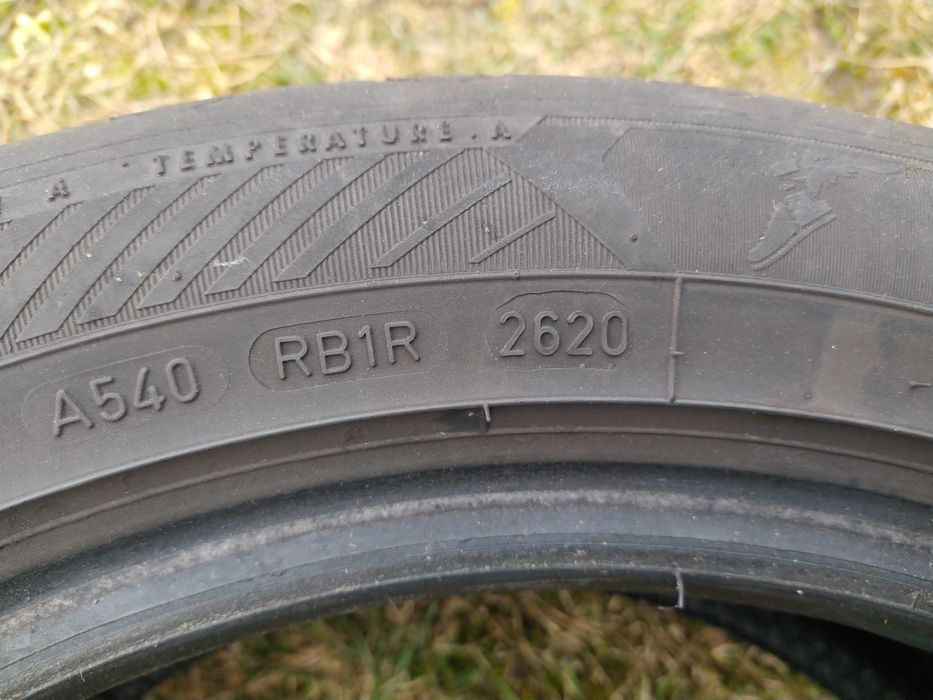 A TEMPERATURE . A
A540 RB1R 2620